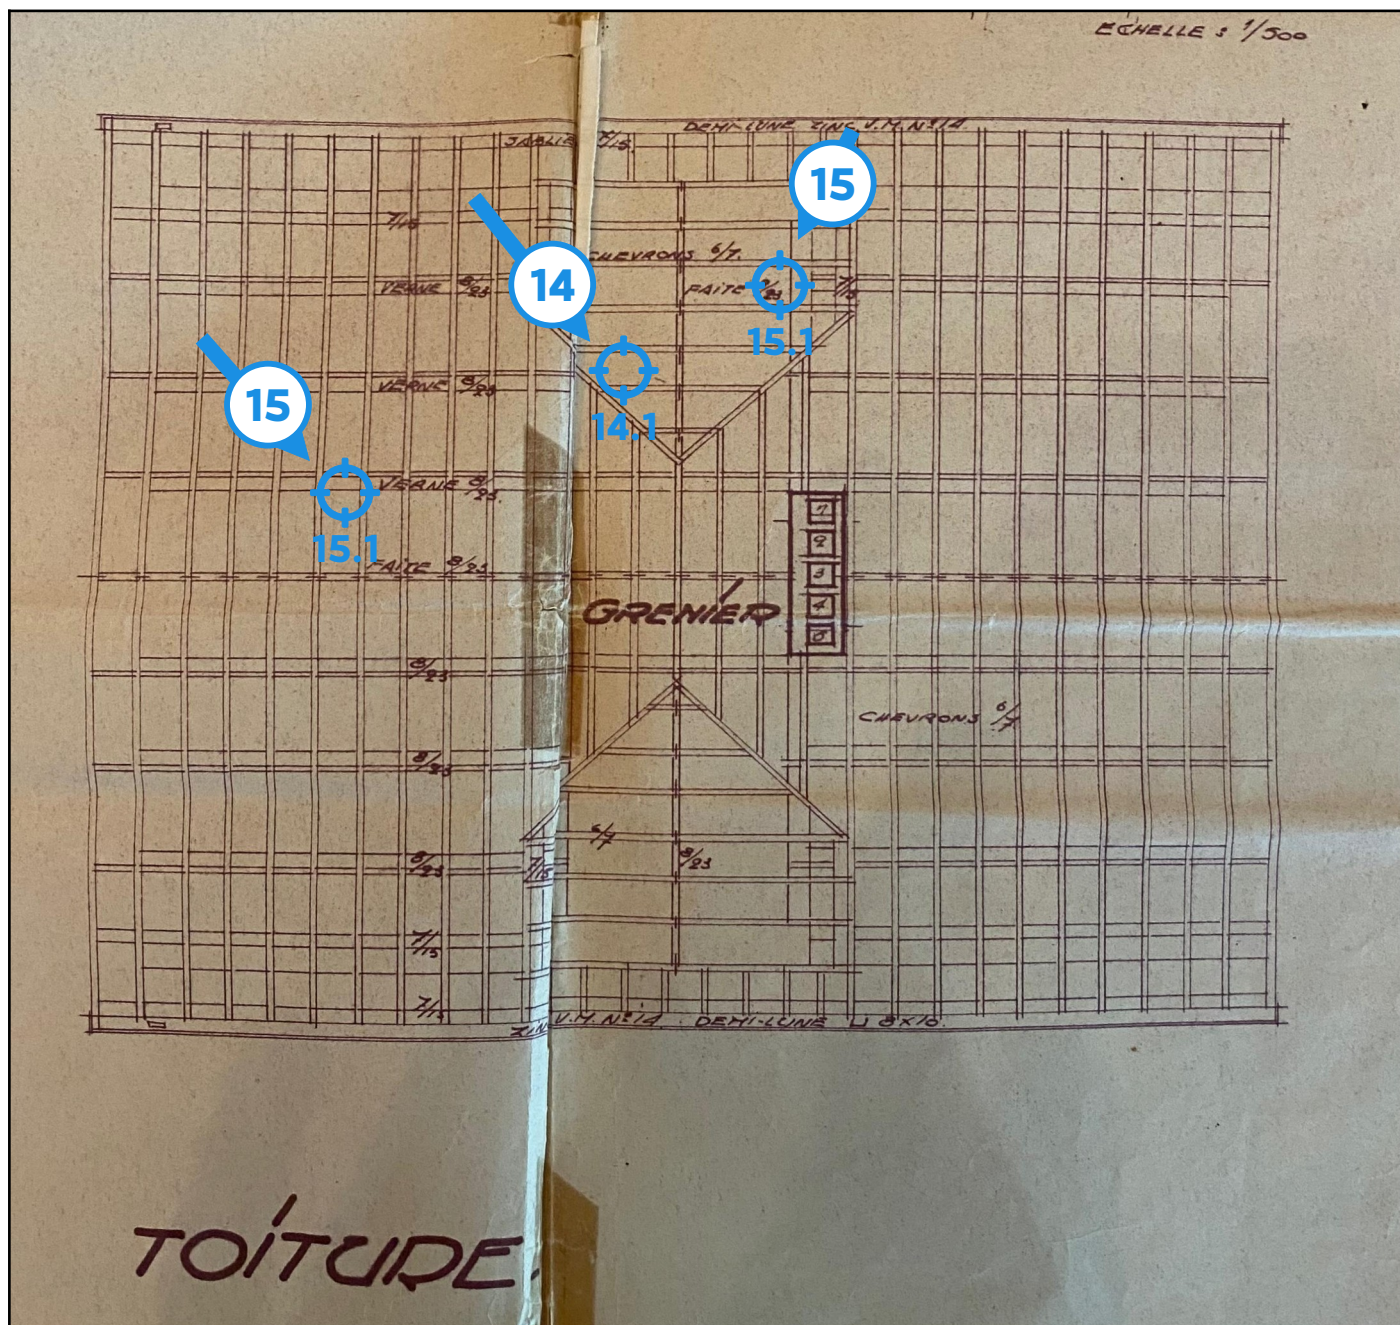 ECHELLE : 1/500
DEMI-LUNE ZINC V.M. N°14
SABLIE 7/15.
15
7/15
CHEVRONS 6/7.
14
VERNE 8/23
FAITE 8/23
7/15
15.1
15
VERNE 8/23
14.1
VERNE 8/23.
15.1
FAITE 8/23
1
2
3
4
5
GRENIER
8/23
CHEVRONS 6/7
8/23
6/7
8/23
7/15
8/23
7/15
7/15
ZINC V.M. N°14. DEMI-LUNE
8x10.
TOITURE.